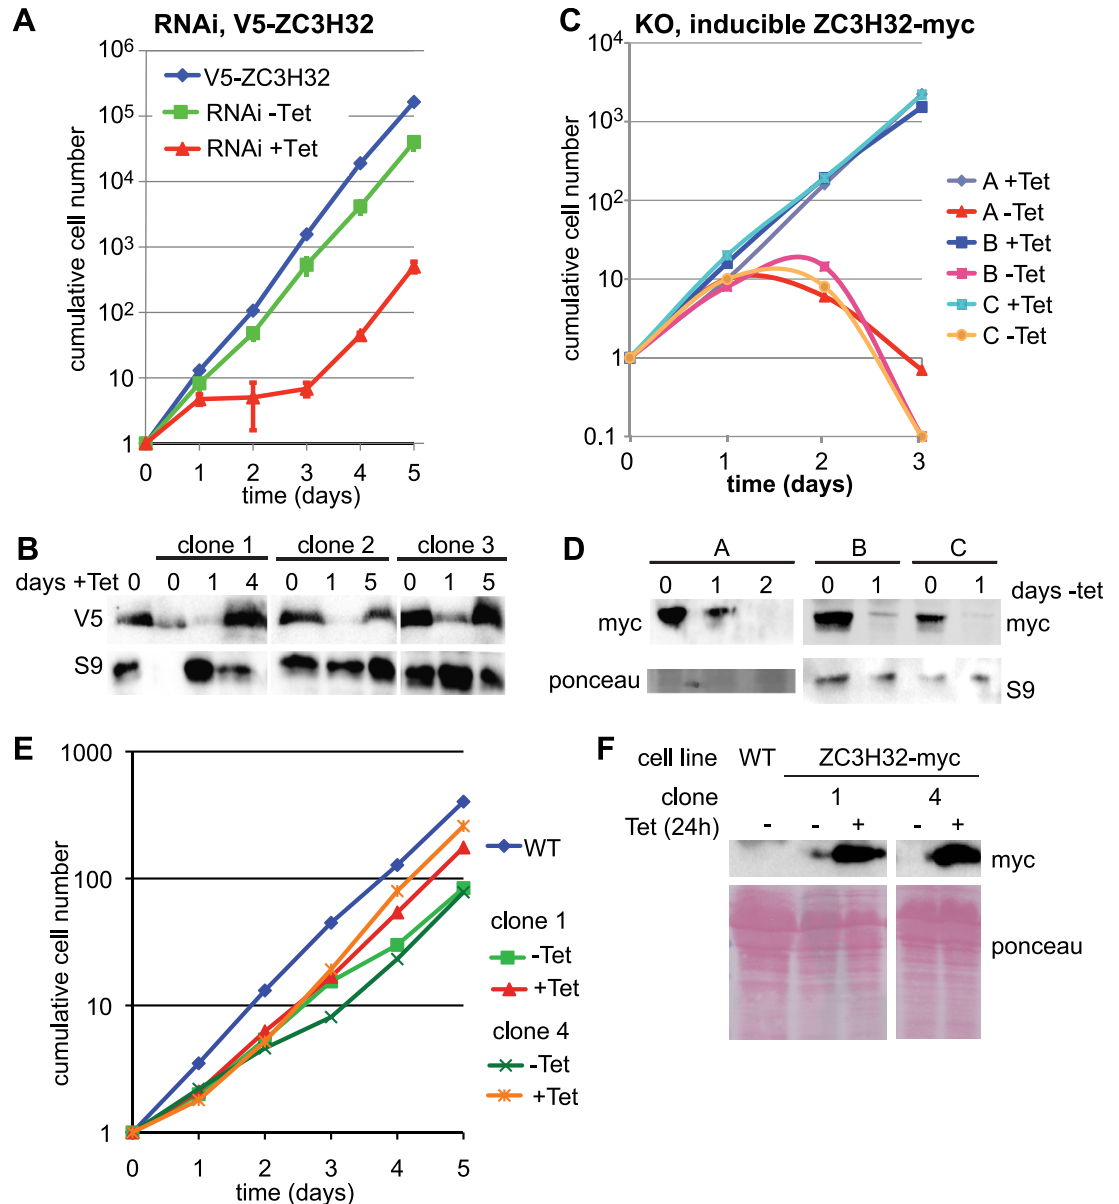 A
RNAi, V5-ZC3H32
cumulative cell number
10^6
10^5
10^4
10^3
10^2
10
1
V5-ZC3H32
RNAi -Tet
RNAi +Tet
0 1 2 3 4 5
time (days)
C
KO, inducible ZC3H32-myc
cumulative cell number
10^4
10^3
10^2
10
1
0.1
A +Tet
A -Tet
B +Tet
B -Tet
C +Tet
C -Tet
0 1 2 3
time (days)
B
clone 1 clone 2 clone 3
days +Tet 0 0 1 4 0 1 5 0 1 5
V5
S9
D
A B C
0 1 2 0 1 0 1 days -tet
myc myc
ponceau S9
E
cumulative cell number
1000
100
10
1
WT
clone 1
-Tet
+Tet
clone 4
-Tet
+Tet
0 1 2 3 4 5
time (days)
F
cell line WT ZC3H32-myc
clone 1 4
Tet (24h) - - + - +
myc
ponceau